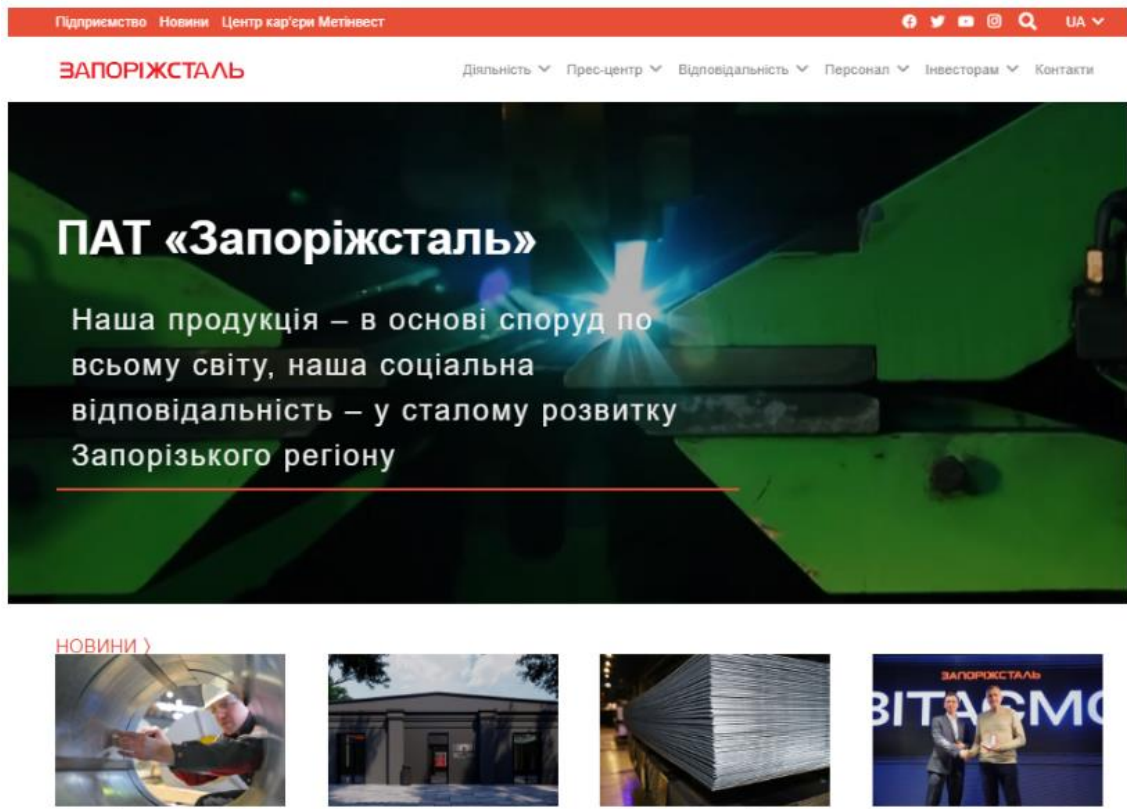 Підприємство Новини Центр кар'єри Метінвест
UA
ЗАПОРІЖСТАЛЬ
Діяльність Прес-центр Відповідальність Персонал Інвесторам Контакти
ПАТ «Запоріжсталь»
Наша продукція – в основі споруд по
всьому світу, наша соціальна
відповідальність – у сталому розвитку
Запорізького регіону
НОВИНИ 〉
ЗАПОРІЖСТАЛЬ
ВІТАЄМО